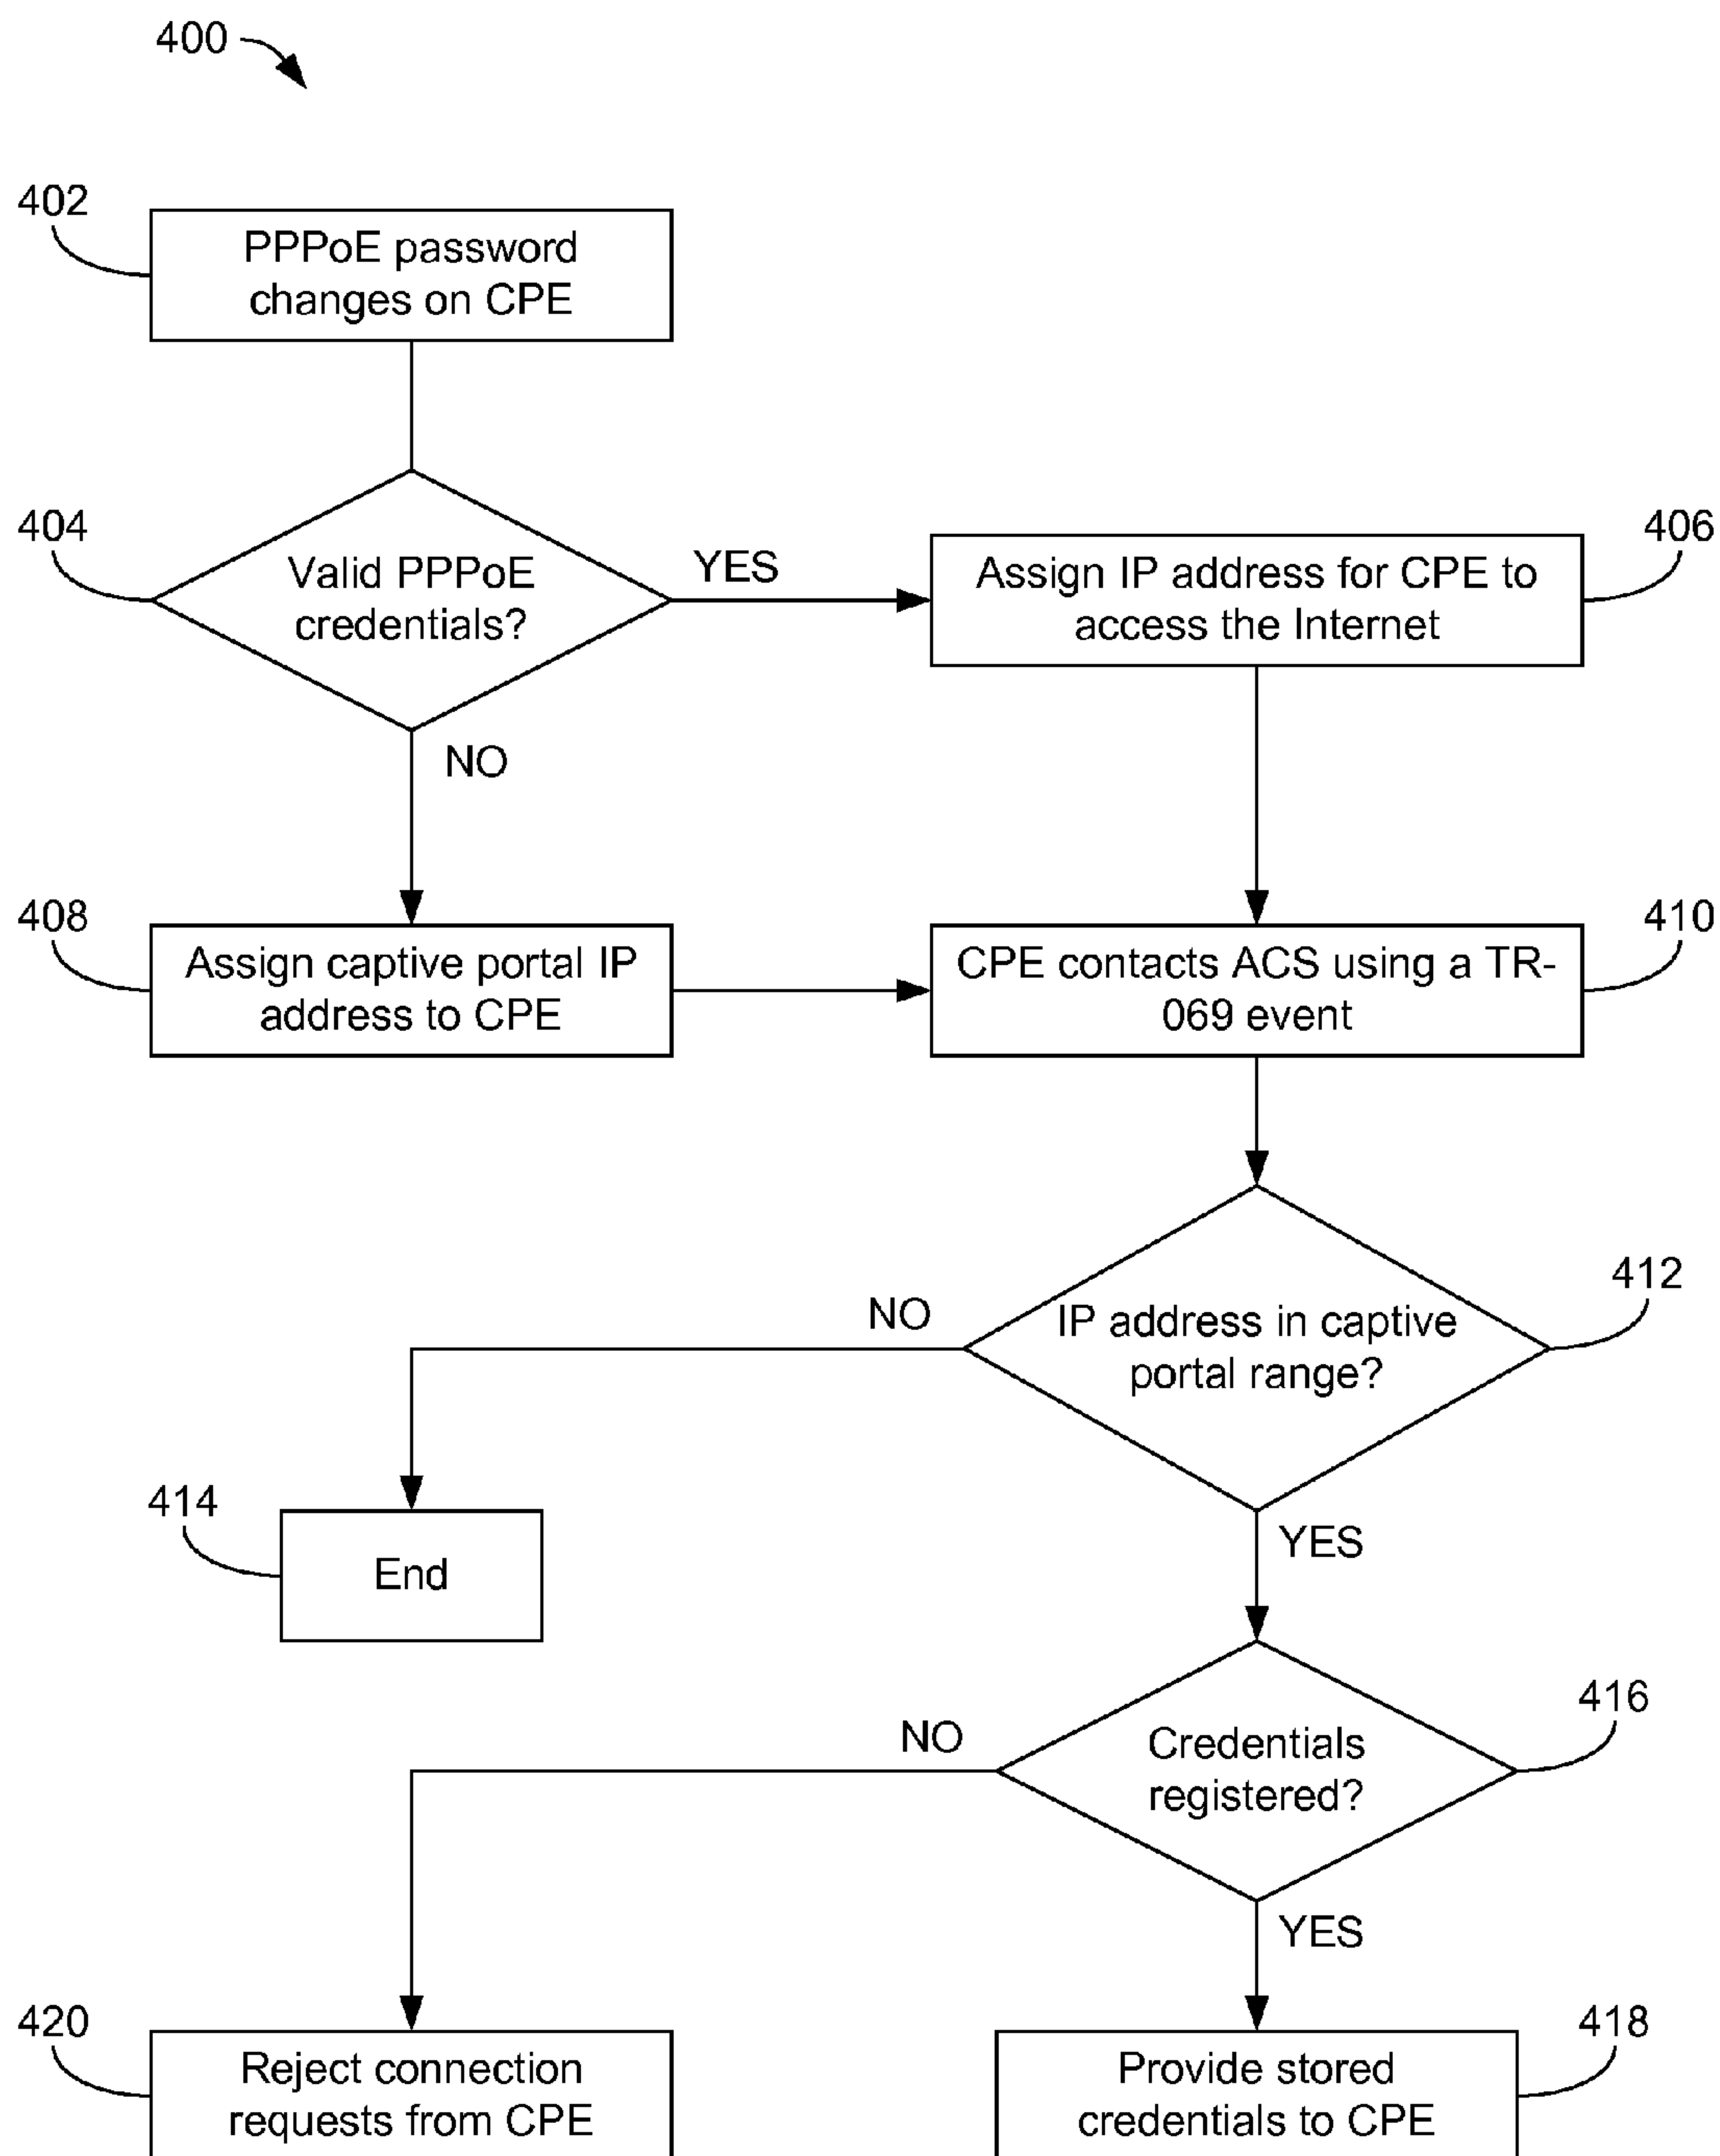 400
402
PPPoE password
changes on CPE
404
Valid PPPoE
credentials?
YES
406
Assign IP address for CPE to
access the Internet
NO
408
Assign captive portal IP
address to CPE
410
CPE contacts ACS using a TR-
069 event
412
IP address in captive
portal range?
NO
414
End
YES
416
Credentials
registered?
NO
YES
420
Reject connection
requests from CPE
418
Provide stored
credentials to CPE